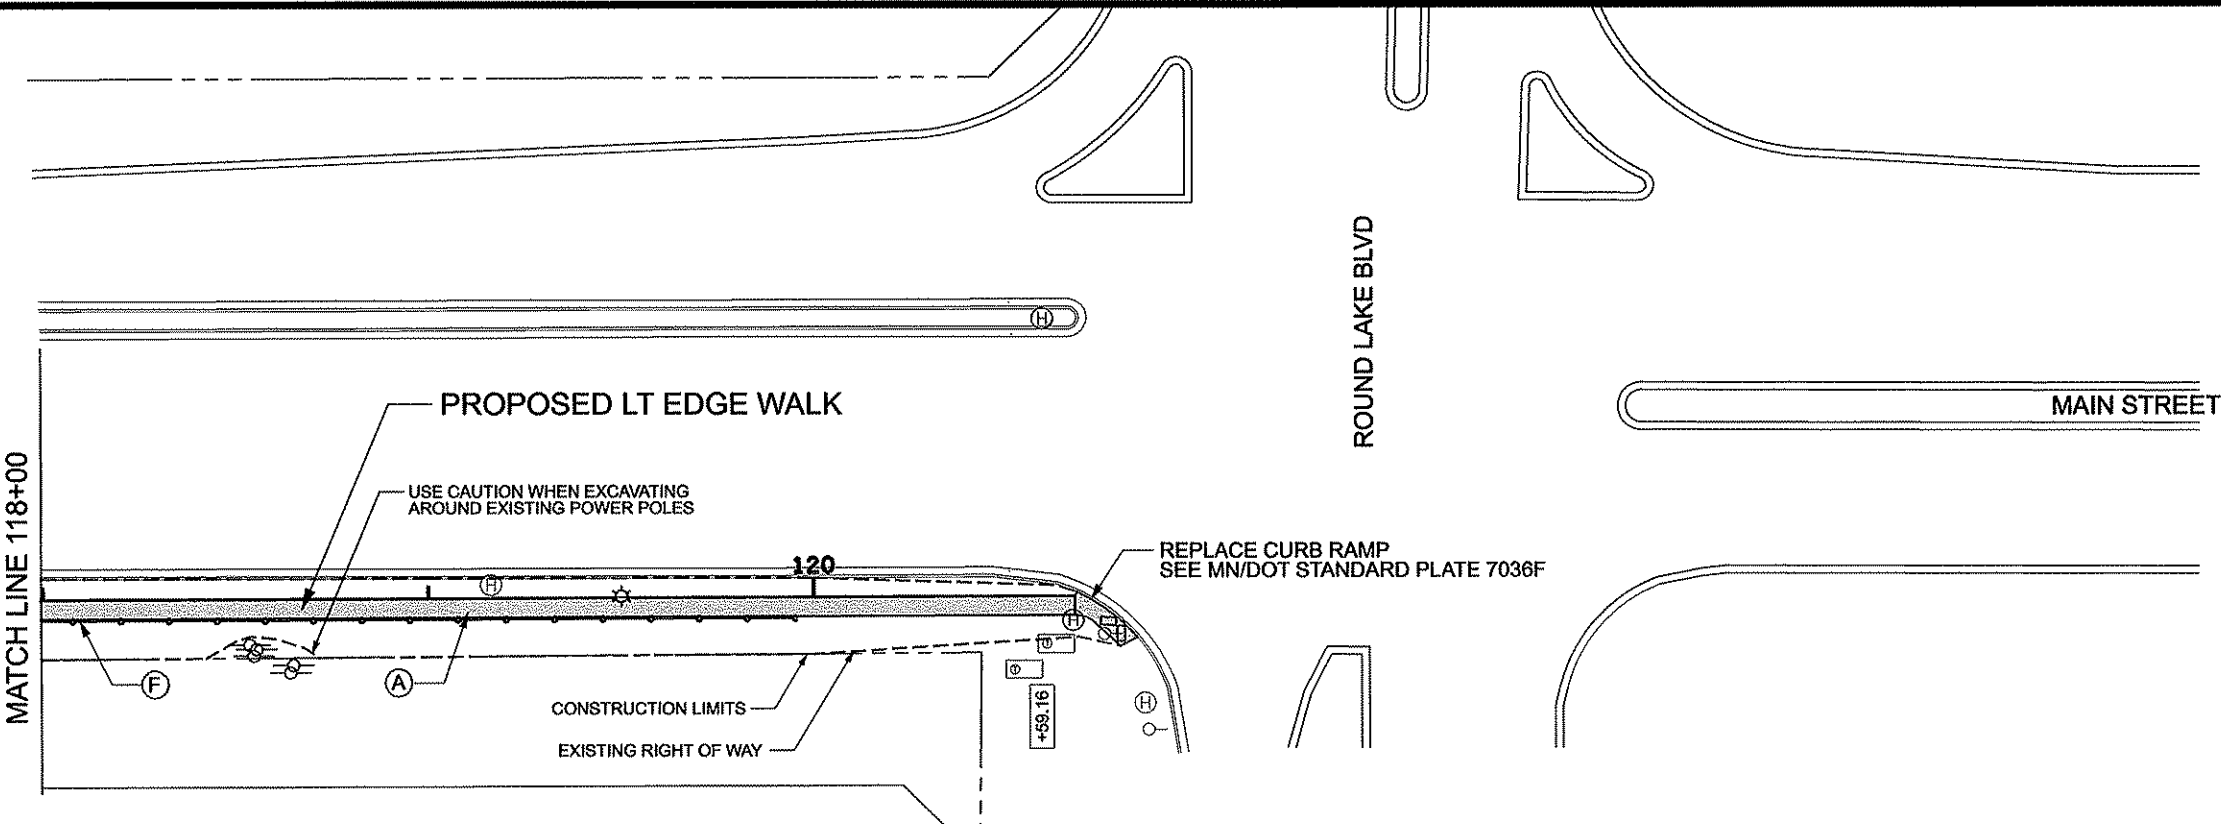 ROUND LAKE BLVD
MAIN STREET
PROPOSED LT EDGE WALK
MATCH LINE 118+00
USE CAUTION WHEN EXCAVATING
AROUND EXISTING POWER POLES
REPLACE CURB RAMP
SEE MN/DOT STANDARD PLATE 7036F
120
H
H
H
H
F
A
CONSTRUCTION LIMITS
EXISTING RIGHT OF WAY
+59.16